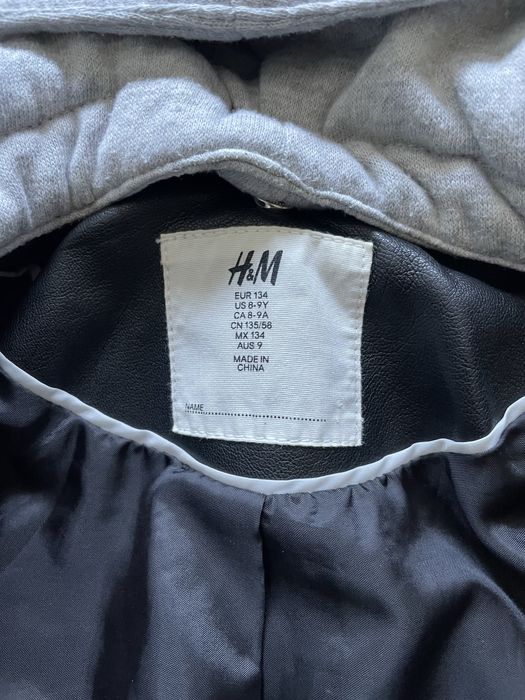 H&M
EUR 134
US 8-9Y
CA 8-9A
CN 135/58
MX 134
AUS 9
MADE IN
CHINA
NAME